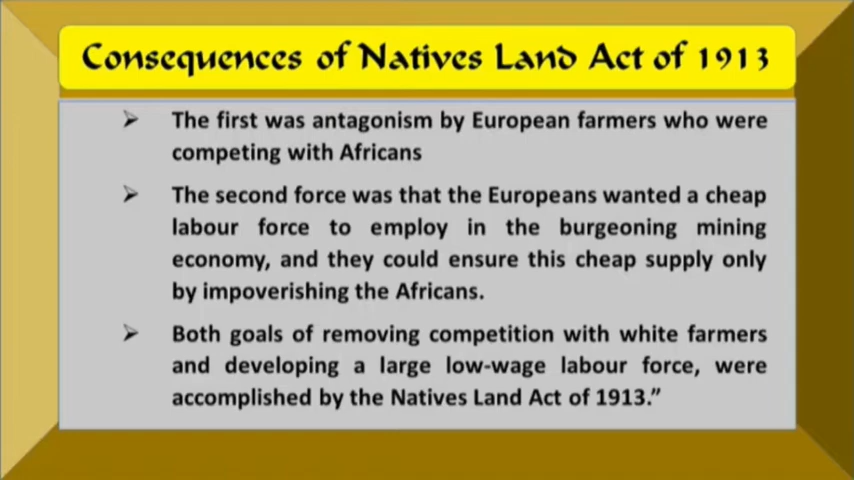 Consequences of Natives Land Act of 1913
➢ The first was antagonism by European farmers who were
competing with Africans
➢ The second force was that the Europeans wanted a cheap
labour force to employ in the burgeoning mining
economy, and they could ensure this cheap supply only
by impoverishing the Africans.
➢ Both goals of removing competition with white farmers
and developing a large low-wage labour force, were
accomplished by the Natives Land Act of 1913.”